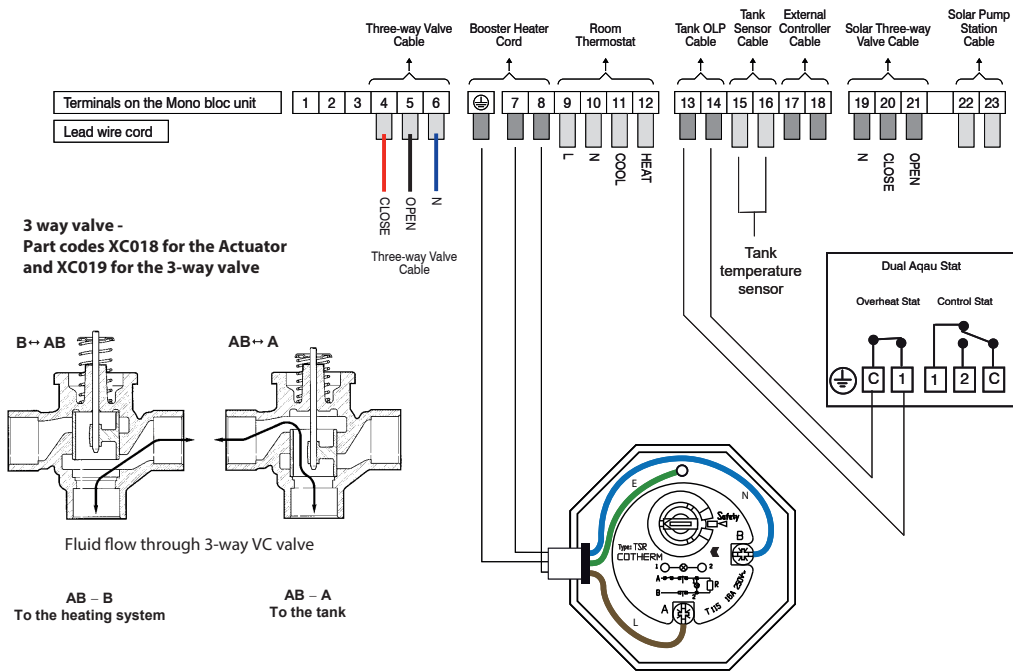 Three-way Valve
Cable
Booster Heater
Cord
Room
Thermostat
Tank OLP
Cable
Tank
Sensor
Cable
External
Controller
Cable
Solar Three-way
Valve Cable
Solar Pump
Station
Cable
Terminals on the Mono bloc unit
1 2 3 4 5 6 7 8 9 10 11 12 13 14 15 16 17 18 19 20 21 22 23
Lead wire cord
CLOSE
OPEN
N
L
N
COOL
HEAT
N
CLOSE
OPEN
Three-way Valve
Cable
3 way valve -
Part codes XC018 for the Actuator
and XC019 for the 3-way valve
Tank
temperature
sensor
Dual Aqau Stat
Overheat Stat
Control Stat
C 1 1 2 C
B↔ AB
AB↔ A
Fluid flow through 3-way VC valve
AB – B
To the heating system
AB – A
To the tank
E
N
Safety
B
Type: TSR
COTHERM
1 2
A
B
2
R
A
T115 18A 250V~
L